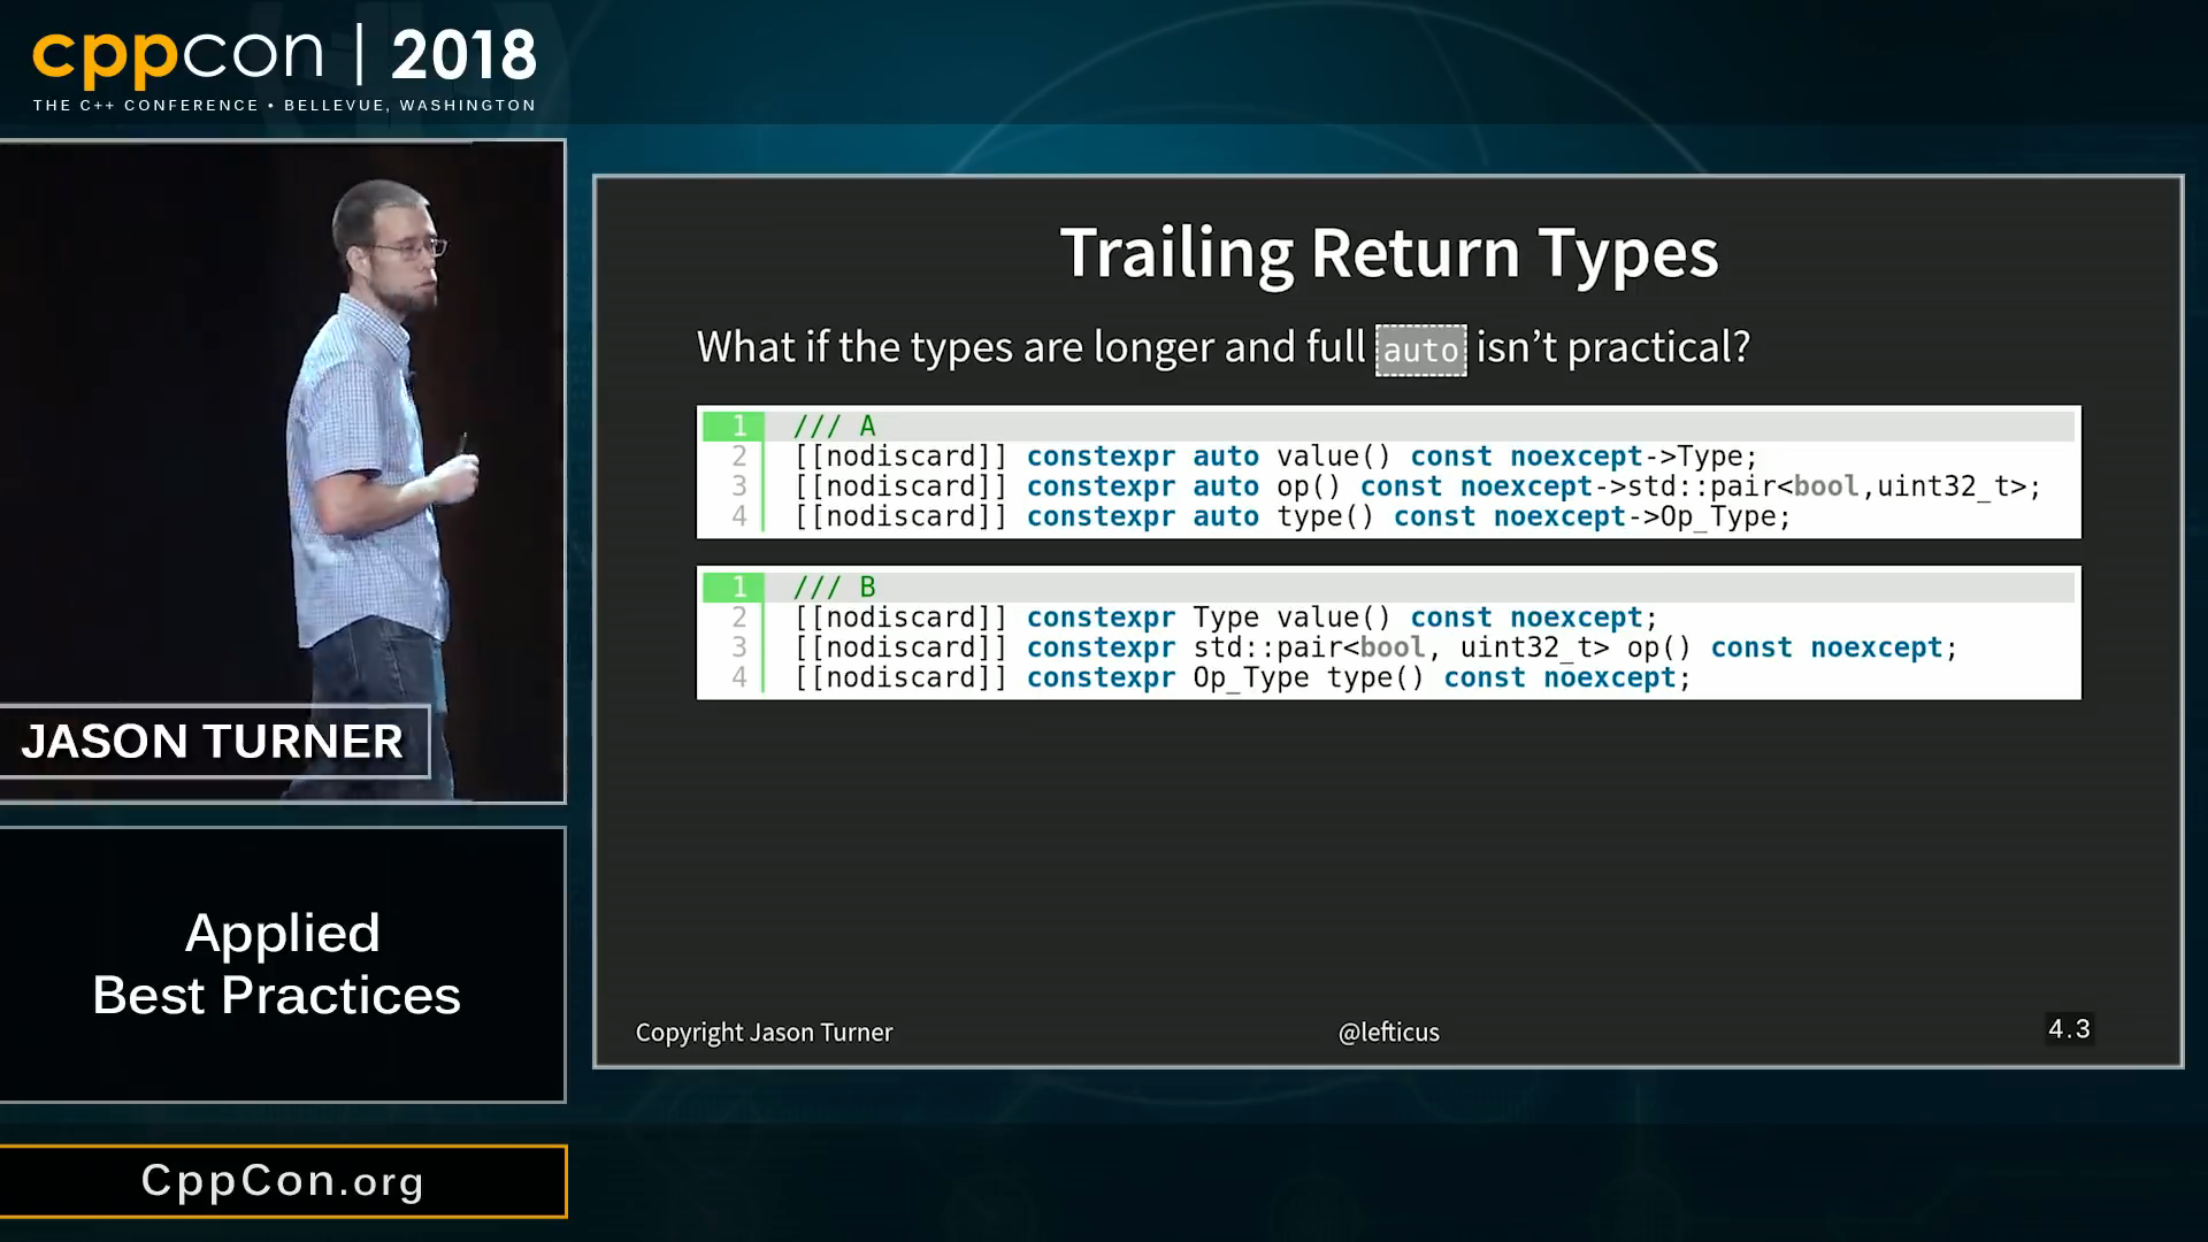 cppcon | 2018
THE C++ CONFERENCE • BELLEVUE, WASHINGTON
JASON TURNER
Applied
Best Practices
CppCon.org
Trailing Return Types
What if the types are longer and full auto isn’t practical?
1 /// A
2 [[nodiscard]] constexpr auto value() const noexcept->Type;
3 [[nodiscard]] constexpr auto op() const noexcept->std::pair<bool,uint32_t>;
4 [[nodiscard]] constexpr auto type() const noexcept->Op_Type;
1 /// B
2 [[nodiscard]] constexpr Type value() const noexcept;
3 [[nodiscard]] constexpr std::pair<bool, uint32_t> op() const noexcept;
4 [[nodiscard]] constexpr Op_Type type() const noexcept;
Copyright Jason Turner
@lefticus
4.3